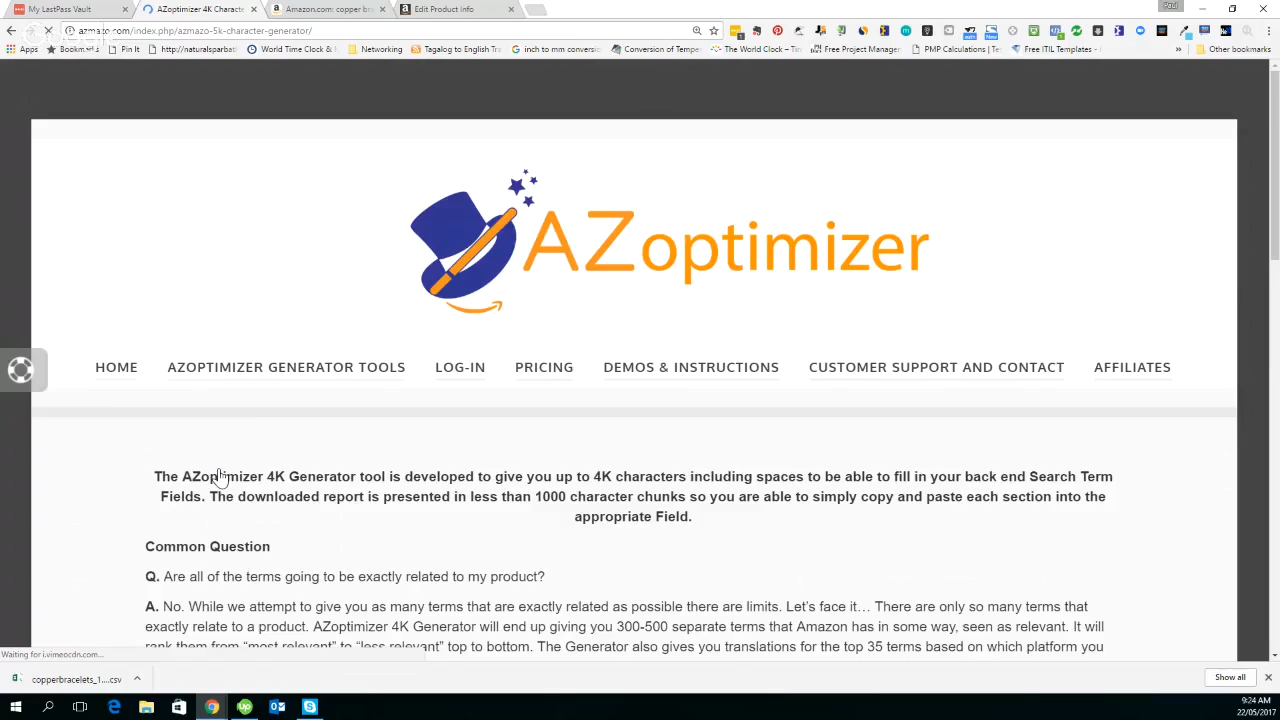 My LastPass Vault
AZoptimizer 4K Characte
Amazon.com: copper bra
Edit Product Info
Paul
azmazo.com/index.php/azmazo-5k-character-generator/
Apps
Bookmarks
Pin It
http://naturalsparbat
World Time Clock &
Networking
Tagalog to English Tra
inch to mm conversion
Conversion of Temper
The World Clock – Tim
Free Project Manager
PMP Calculations | Te
Free ITIL Templates -
Other bookmarks
AZoptimizer
HOME
AZOPTIMIZER GENERATOR TOOLS
LOG-IN
PRICING
DEMOS & INSTRUCTIONS
CUSTOMER SUPPORT AND CONTACT
AFFILIATES
The AZoptimizer 4K Generator tool is developed to give you up to 4K characters including spaces to be able to fill in your back end Search Term
Fields. The downloaded report is presented in less than 1000 character chunks so you are able to simply copy and paste each section into the
appropriate Field.
Common Question
Q. Are all of the terms going to be exactly related to my product?
A. No. While we attempt to give you as many terms that are exactly related as possible there are limits. Let's face it… There are only so many terms that
exactly relate to a product. AZoptimizer 4K Generator will end up giving you 300-500 separate terms that Amazon has in some way, seen as relevant. It will
rank them from "most relevant" to "less relevant" top to bottom. The Generator also gives you translations for the top 35 terms based on which platform you
Waiting for i.vimeocdn.com...
copperbracelets_1....csv
Show all
9:24 AM
22/05/2017